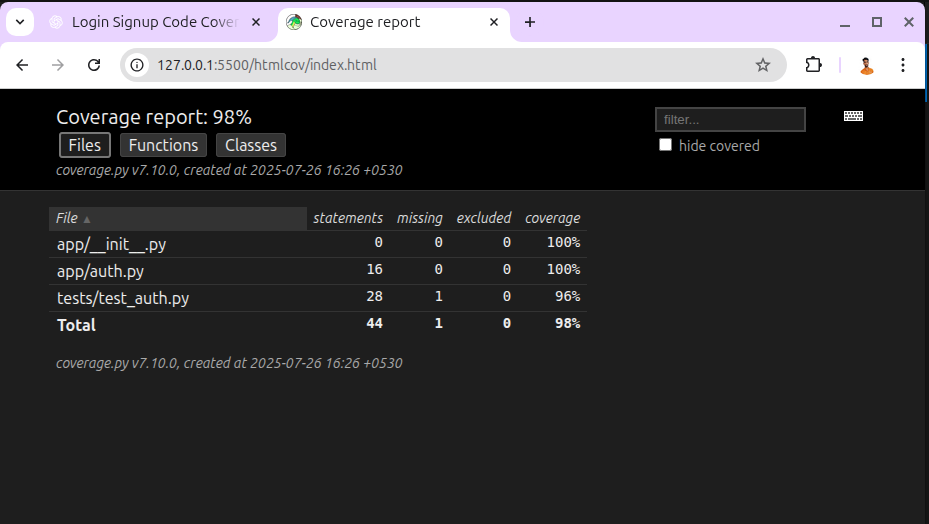 Login Signup Code Cover
Coverage report
127.0.0.1:5500/htmlcov/index.html
Coverage report: 98%
filter...
Files Functions Classes
hide covered
coverage.py v7.10.0, created at 2025-07-26 16:26 +0530
File ▲ statements missing excluded coverage
app/__init__.py 0 0 0 100%
app/auth.py 16 0 0 100%
tests/test_auth.py 28 1 0 96%
Total 44 1 0 98%
coverage.py v7.10.0, created at 2025-07-26 16:26 +0530